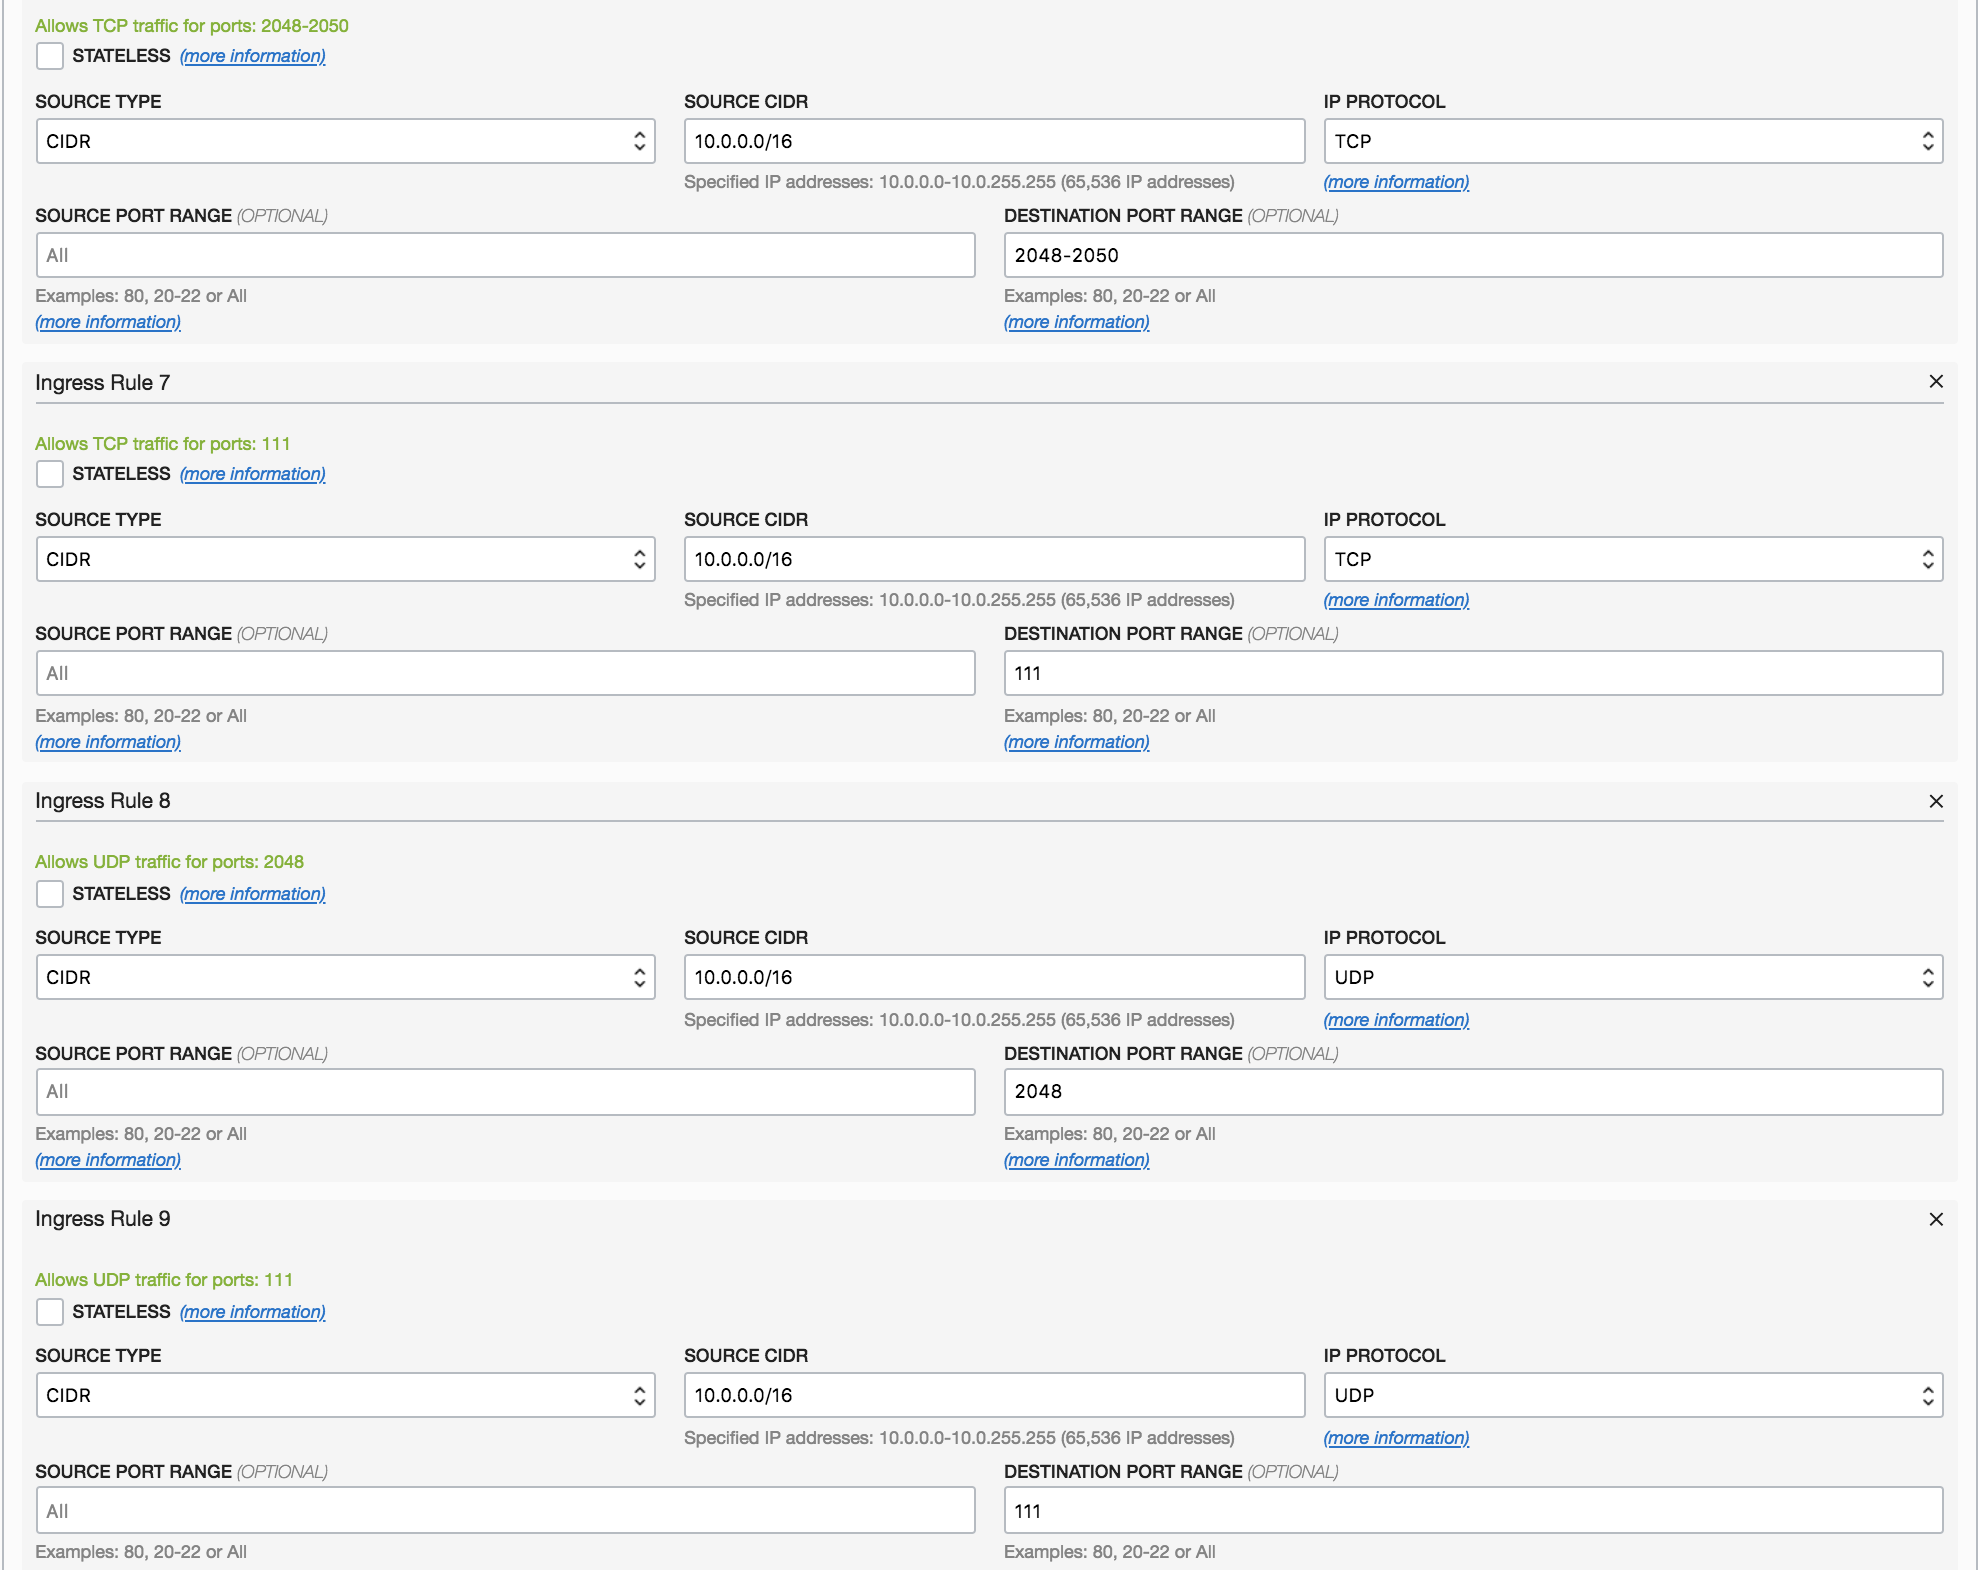 Allows TCP traffic for ports: 2048-2050
STATELESS (more information)
SOURCE TYPE SOURCE CIDR IP PROTOCOL
CIDR 10.0.0.0/16 TCP
Specified IP addresses: 10.0.0.0-10.0.255.255 (65,536 IP addresses) (more information)
SOURCE PORT RANGE (OPTIONAL) DESTINATION PORT RANGE (OPTIONAL)
All 2048-2050
Examples: 80, 20-22 or All Examples: 80, 20-22 or All
(more information) (more information)
Ingress Rule 7
Allows TCP traffic for ports: 111
STATELESS (more information)
SOURCE TYPE SOURCE CIDR IP PROTOCOL
CIDR 10.0.0.0/16 TCP
Specified IP addresses: 10.0.0.0-10.0.255.255 (65,536 IP addresses) (more information)
SOURCE PORT RANGE (OPTIONAL) DESTINATION PORT RANGE (OPTIONAL)
All 111
Examples: 80, 20-22 or All Examples: 80, 20-22 or All
(more information) (more information)
Ingress Rule 8
Allows UDP traffic for ports: 2048
STATELESS (more information)
SOURCE TYPE SOURCE CIDR IP PROTOCOL
CIDR 10.0.0.0/16 UDP
Specified IP addresses: 10.0.0.0-10.0.255.255 (65,536 IP addresses) (more information)
SOURCE PORT RANGE (OPTIONAL) DESTINATION PORT RANGE (OPTIONAL)
All 2048
Examples: 80, 20-22 or All Examples: 80, 20-22 or All
(more information) (more information)
Ingress Rule 9
Allows UDP traffic for ports: 111
STATELESS (more information)
SOURCE TYPE SOURCE CIDR IP PROTOCOL
CIDR 10.0.0.0/16 UDP
Specified IP addresses: 10.0.0.0-10.0.255.255 (65,536 IP addresses) (more information)
SOURCE PORT RANGE (OPTIONAL) DESTINATION PORT RANGE (OPTIONAL)
All 111
Examples: 80, 20-22 or All Examples: 80, 20-22 or All